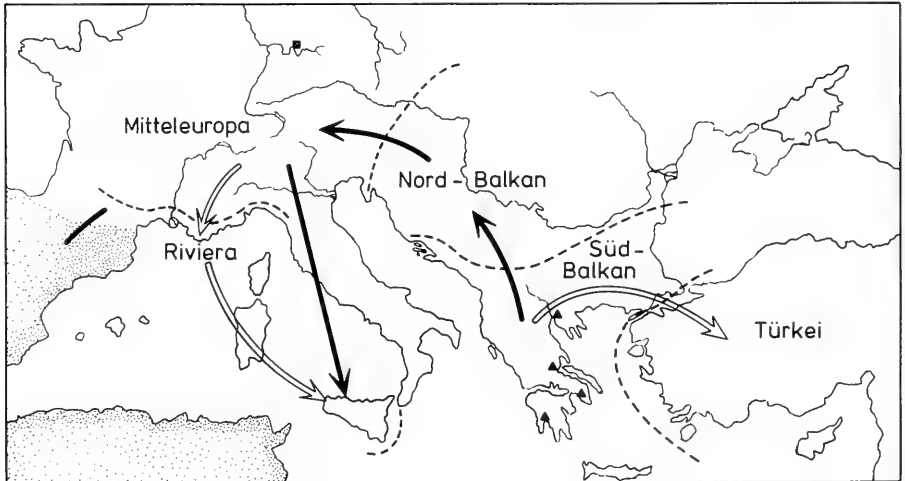 Mitteleuropa
Nord-Balkan
Riviera
Süd-
Balkan
Türkei